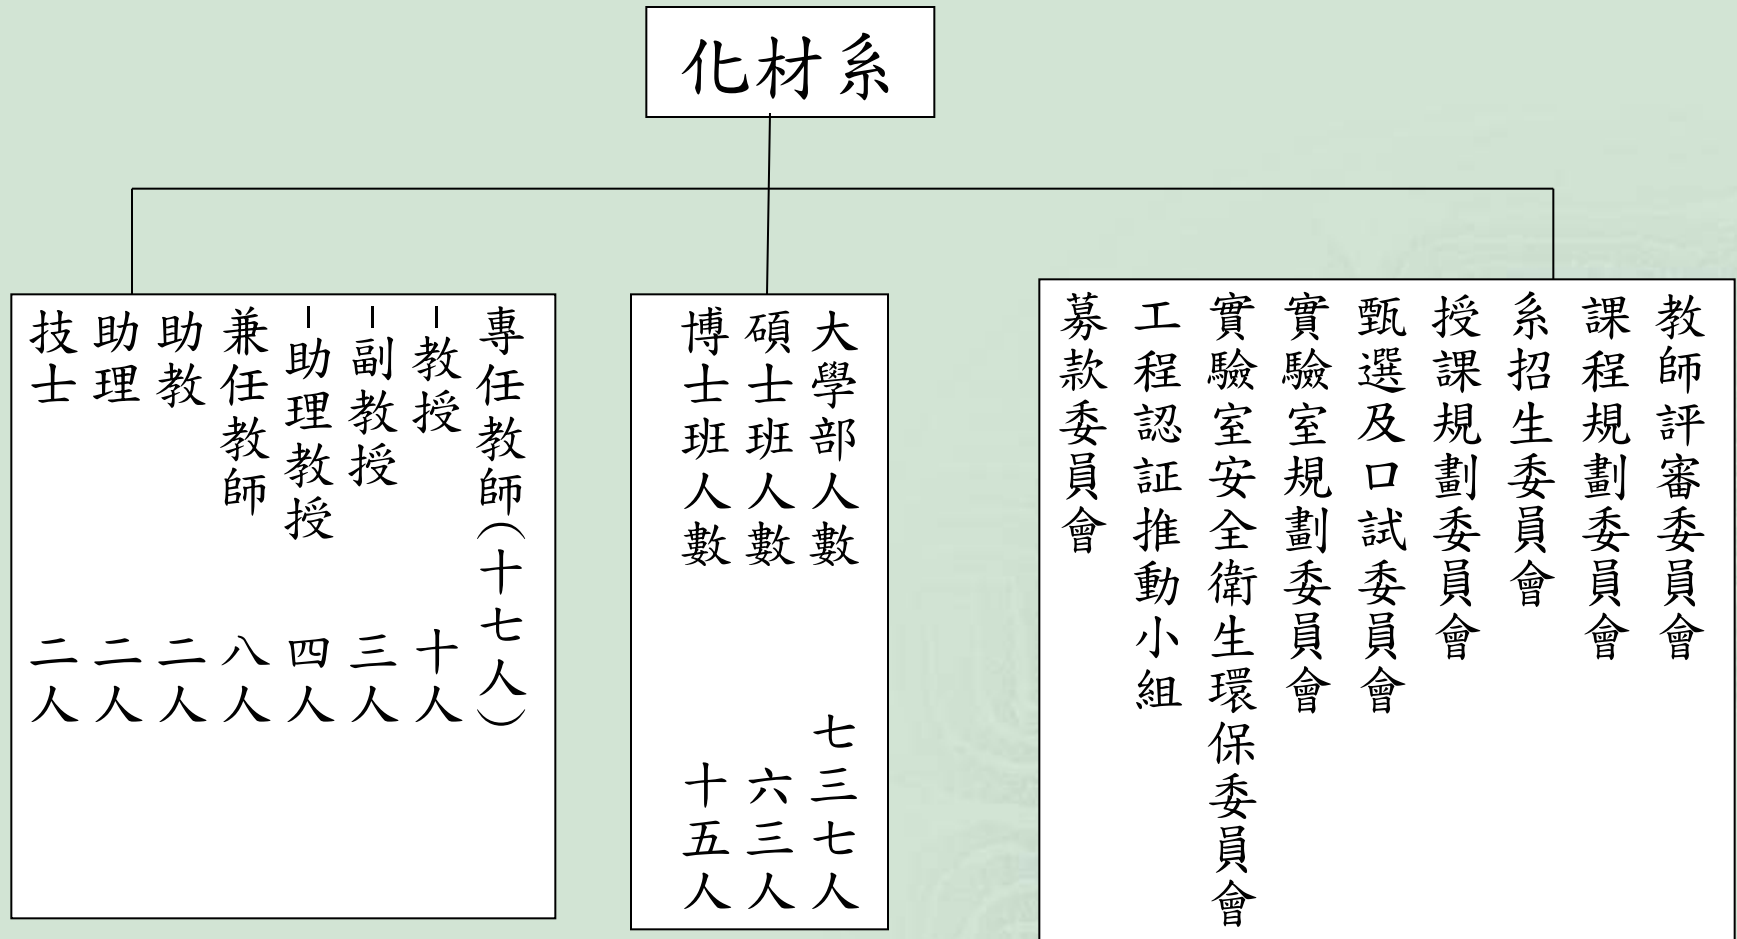 化材系
專任教師（十七人）
–教授 十人
–副教授 三人
–助理教授 四人
兼任教師 八人
助教 二人
助理 二人
技士 二人
大學部人數 七三七人
碩士班人數 六三人
博士班人數 十五人
教師評審委員會
課程規劃委員會
系招生委員會
授課規劃委員會
甄選及口試委員會
實驗室規劃委員會
實驗室安全衛生環保委員會
工程認証推動小組
募款委員會